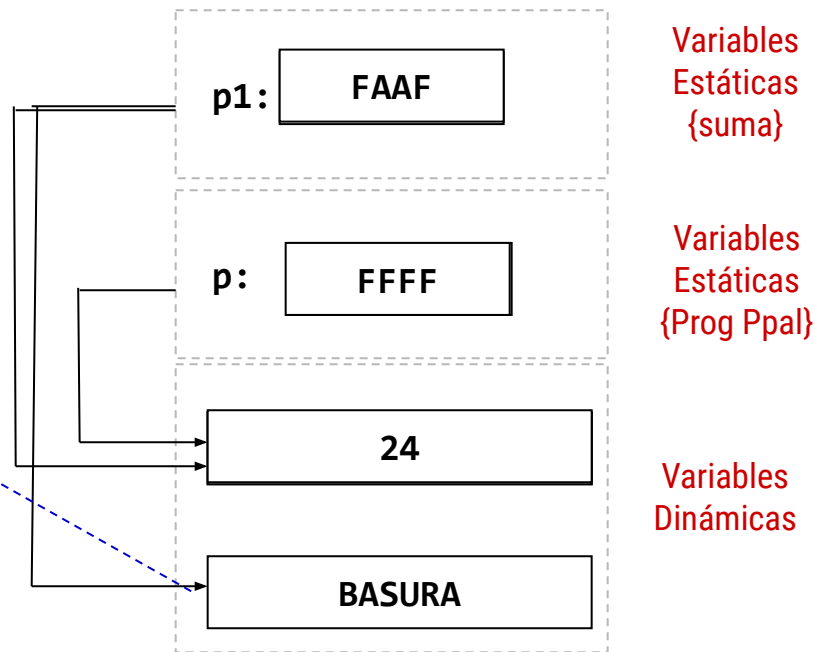 p1:
FAAF
Variables
Estáticas
{suma}
p:
FFFF
Variables
Estáticas
{Prog Ppal}
24
Variables
Dinámicas
BASURA